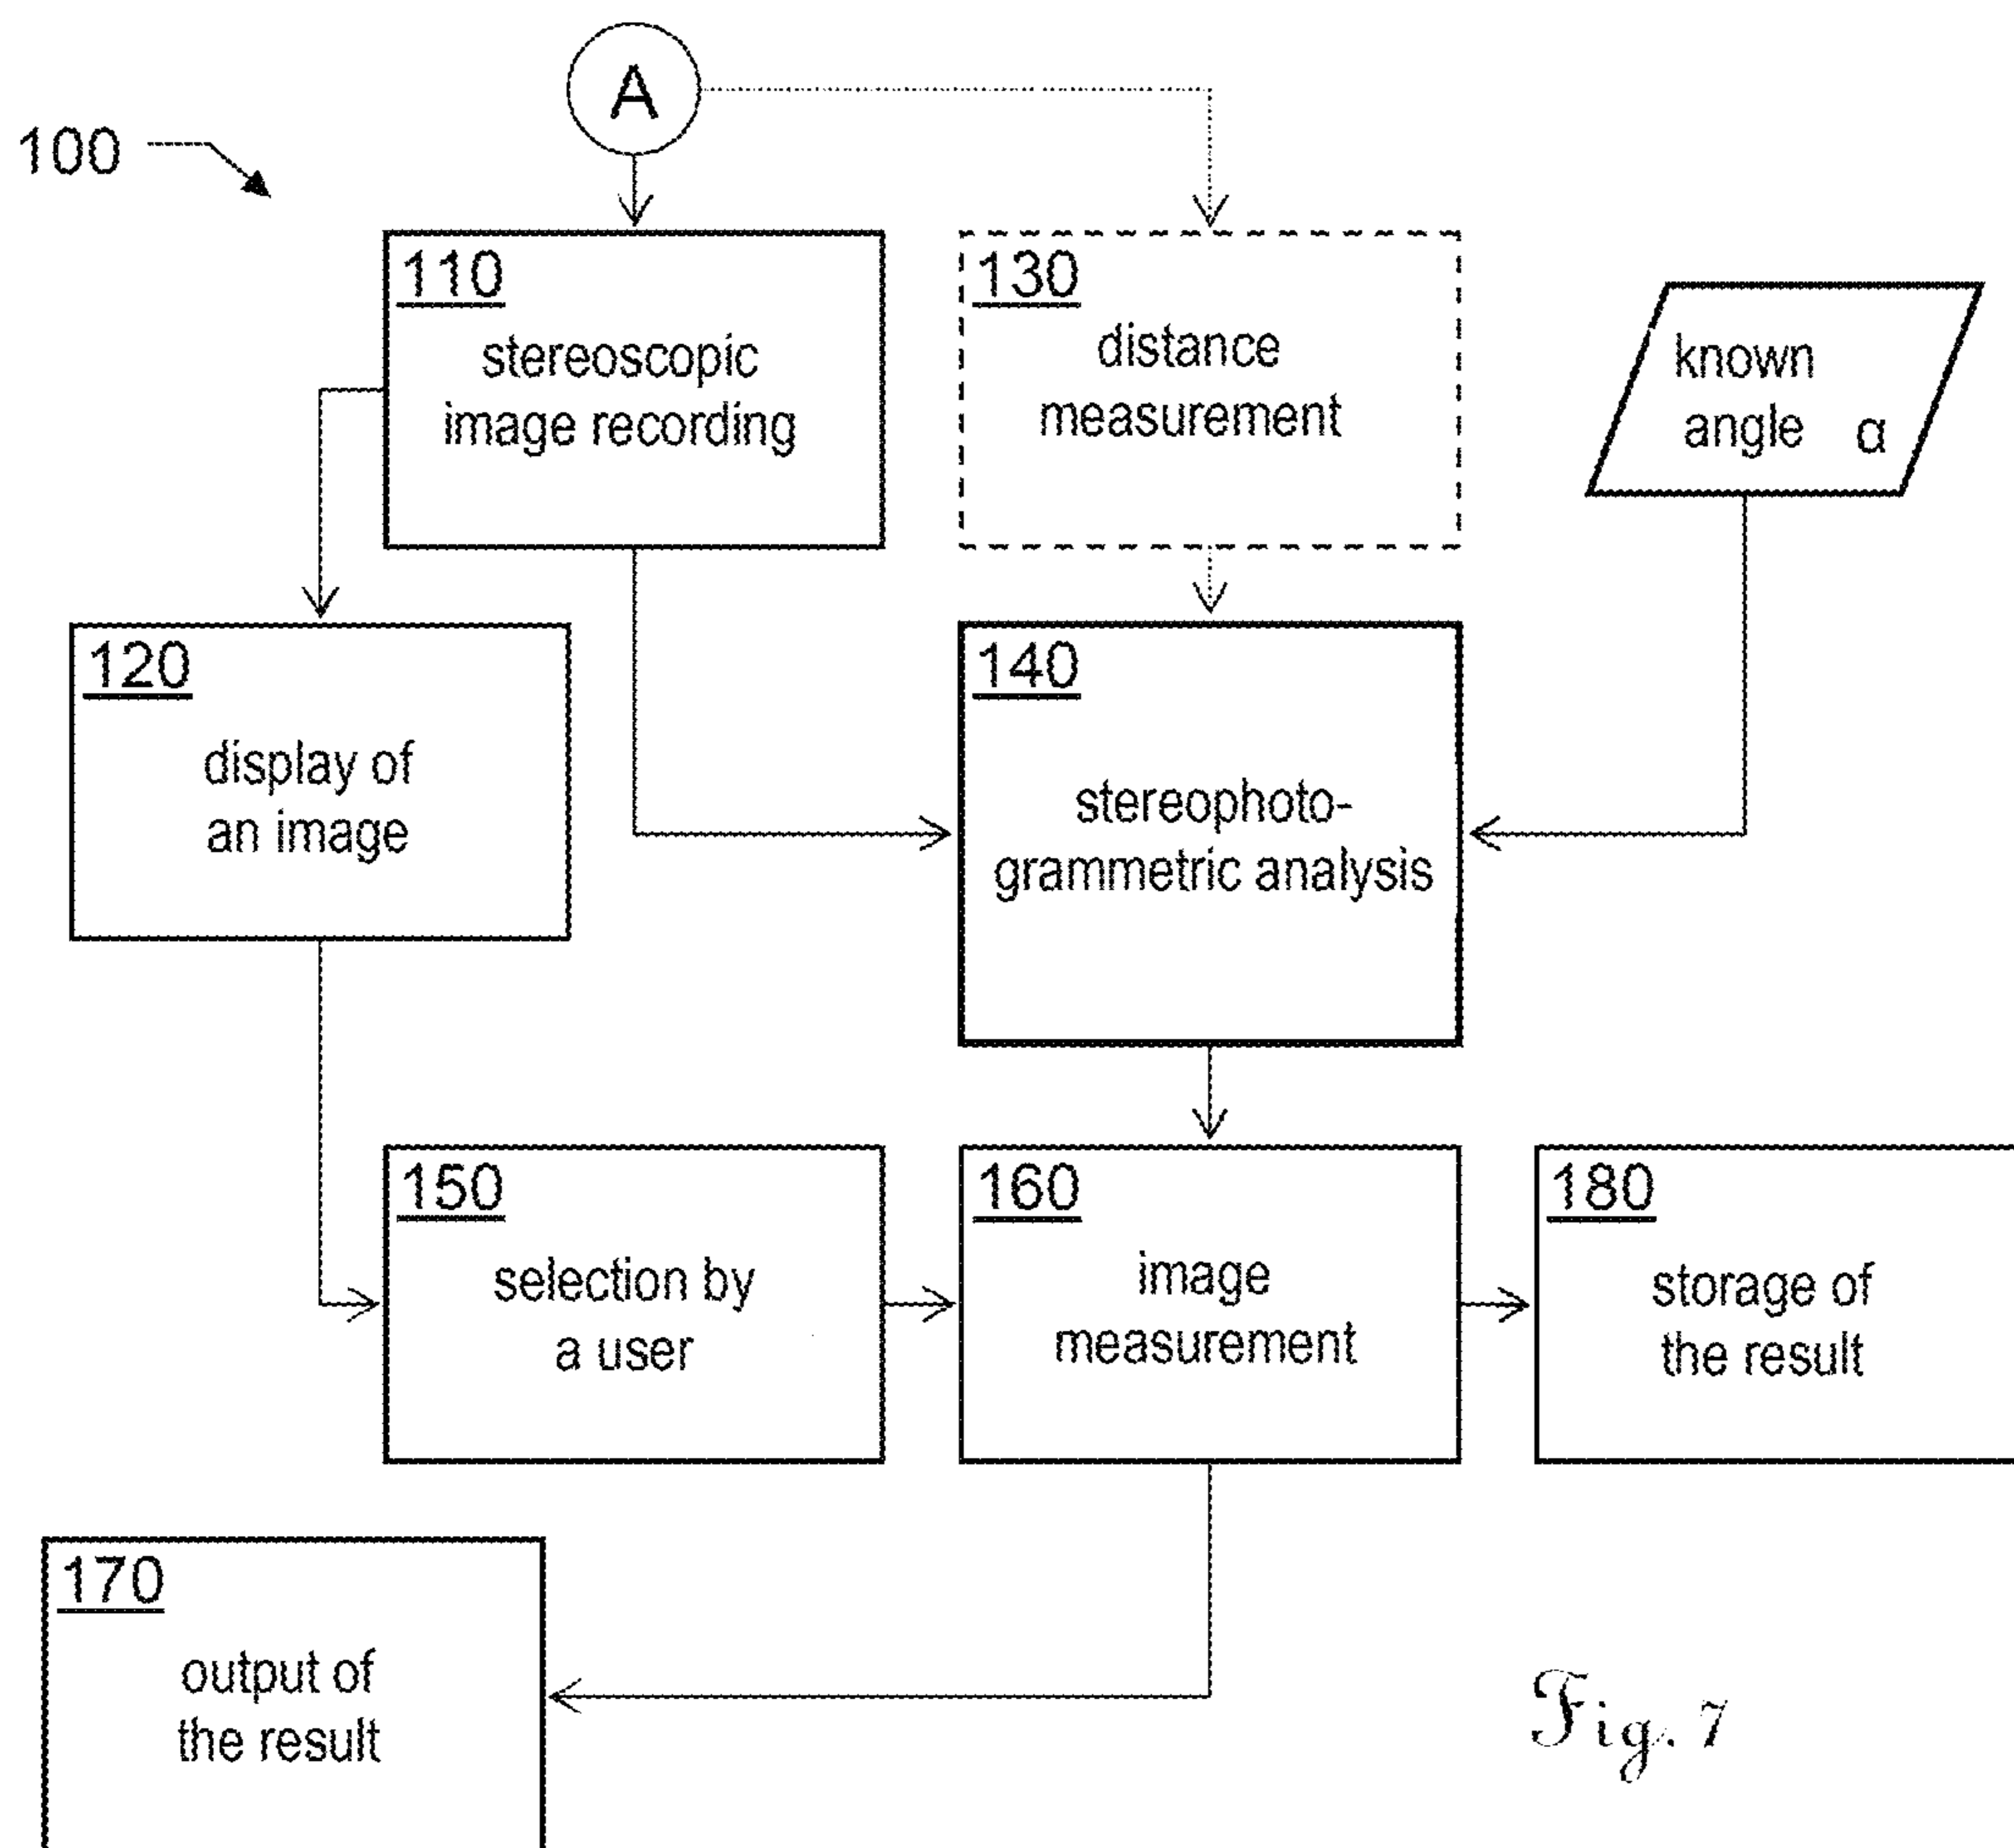 A
100
110
stereoscopic
image recording
130
distance
measurement
known
angle α
120
display of
an image
140
stereophoto-
grammetric analysis
150
selection by
a user
160
image
measurement
180
storage of
the result
170
output of
the result
Fig. 7